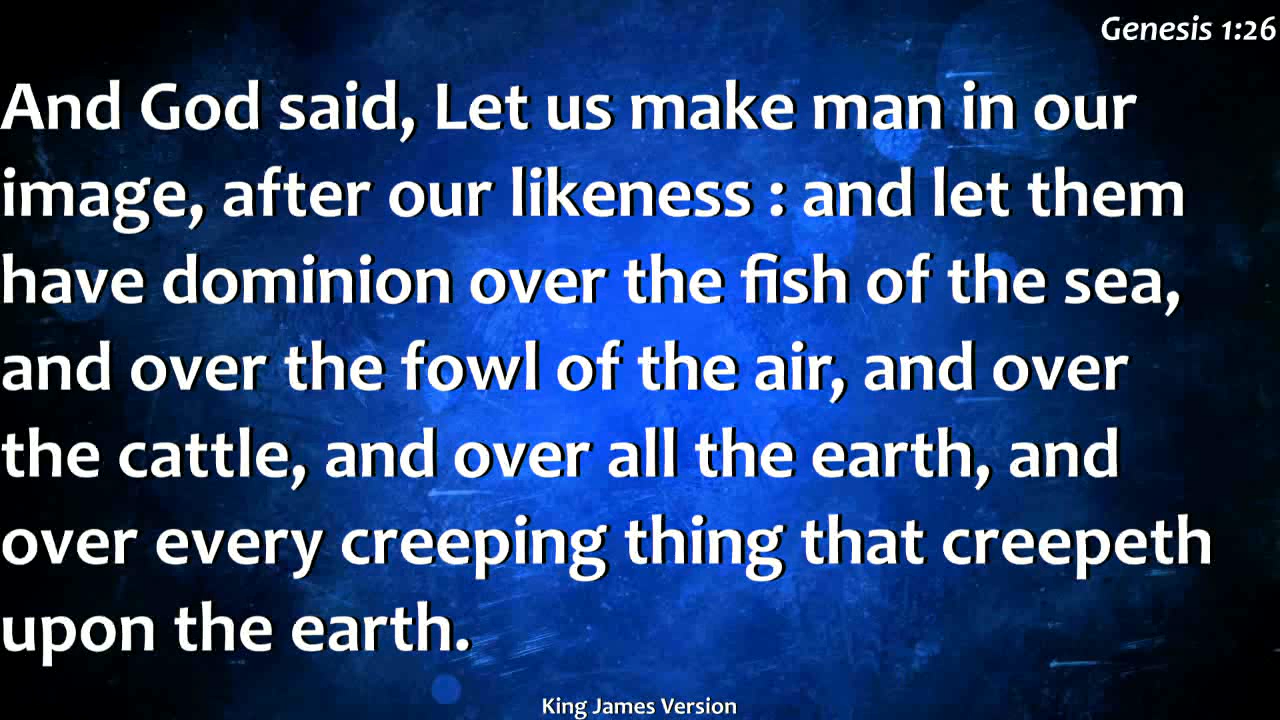 Genesis 1:26
And God said, Let us make man in our
image, after our likeness : and let them
have dominion over the fish of the sea,
and over the fowl of the air, and over
the cattle, and over all the earth, and
over every creeping thing that creepeth
upon the earth.
King James Version